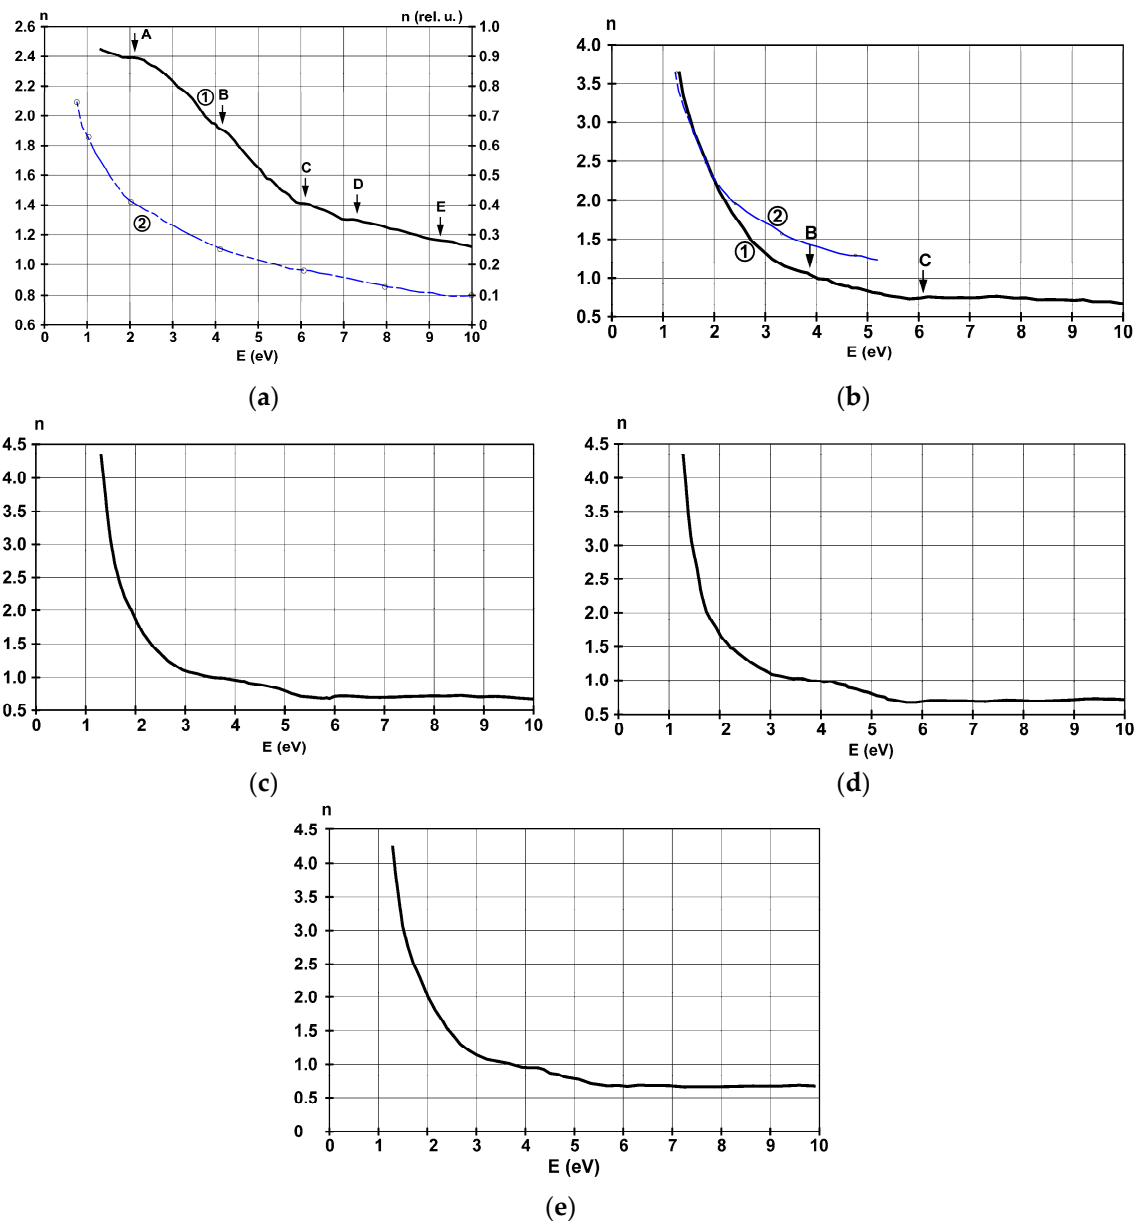 n n (rel. u.)
2.6 1.0
2.4 0.9
2.2 0.8
2.0 0.7
1.8 0.6
1.6 0.5
1.4 0.4
1.2 0.3
1.0 0.2
0.8 0.1
0.6 0
A
① B
C
D
E
②
0 1 2 3 4 5 6 7 8 9 10
E (eV)
(a)
n
4.0
3.5
3.0
2.5
2.0
1.5
1.0
0.5
②
① B
C
0 1 2 3 4 5 6 7 8 9 10
E (eV)
(b)
n
4.5
4.0
3.5
3.0
2.5
2.0
1.5
1.0
0.5
0 1 2 3 4 5 6 7 8 9 10
E (eV)
(c)
n
4.5
4.0
3.5
3.0
2.5
2.0
1.5
1.0
0.5
0 1 2 3 4 5 6 7 8 9 10
E (eV)
(d)
n
4.5
4.0
3.5
3.0
2.5
2.0
1.5
1.0
0.5
0
0 1 2 3 4 5 6 7 8 9 10
E (eV)
(e)